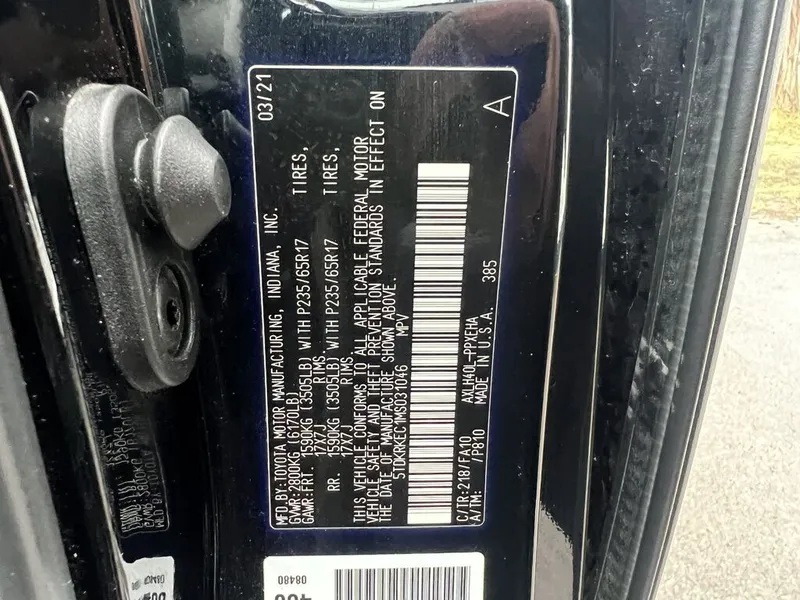 MFD.BY:TOYOTA MOTOR MANUFACTURING, INDIANA, INC. 03/21
GVWR:2800KG (6170LB)
GAWR:FRT. 1590KG (3505LB) WITH P235/65R17 TIRES,
17X7J RIMS,
RR. 1590KG (3505LB) WITH P235/65R17 TIRES,
17X7J RIMS.
THIS VEHICLE CONFORMS TO ALL APPLICABLE FEDERAL MOTOR
VEHICLE SAFETY AND THEFT PREVENTION STANDARDS IN EFFECT ON
THE DATE OF MANUFACTURE SHOWN ABOVE.
5TDKRKEC1MS031046 MPV
C/TR:218/FA10 AXLH40L-PPXEHA 385
A/TM: /P810 MADE IN U.S.A. A
08480